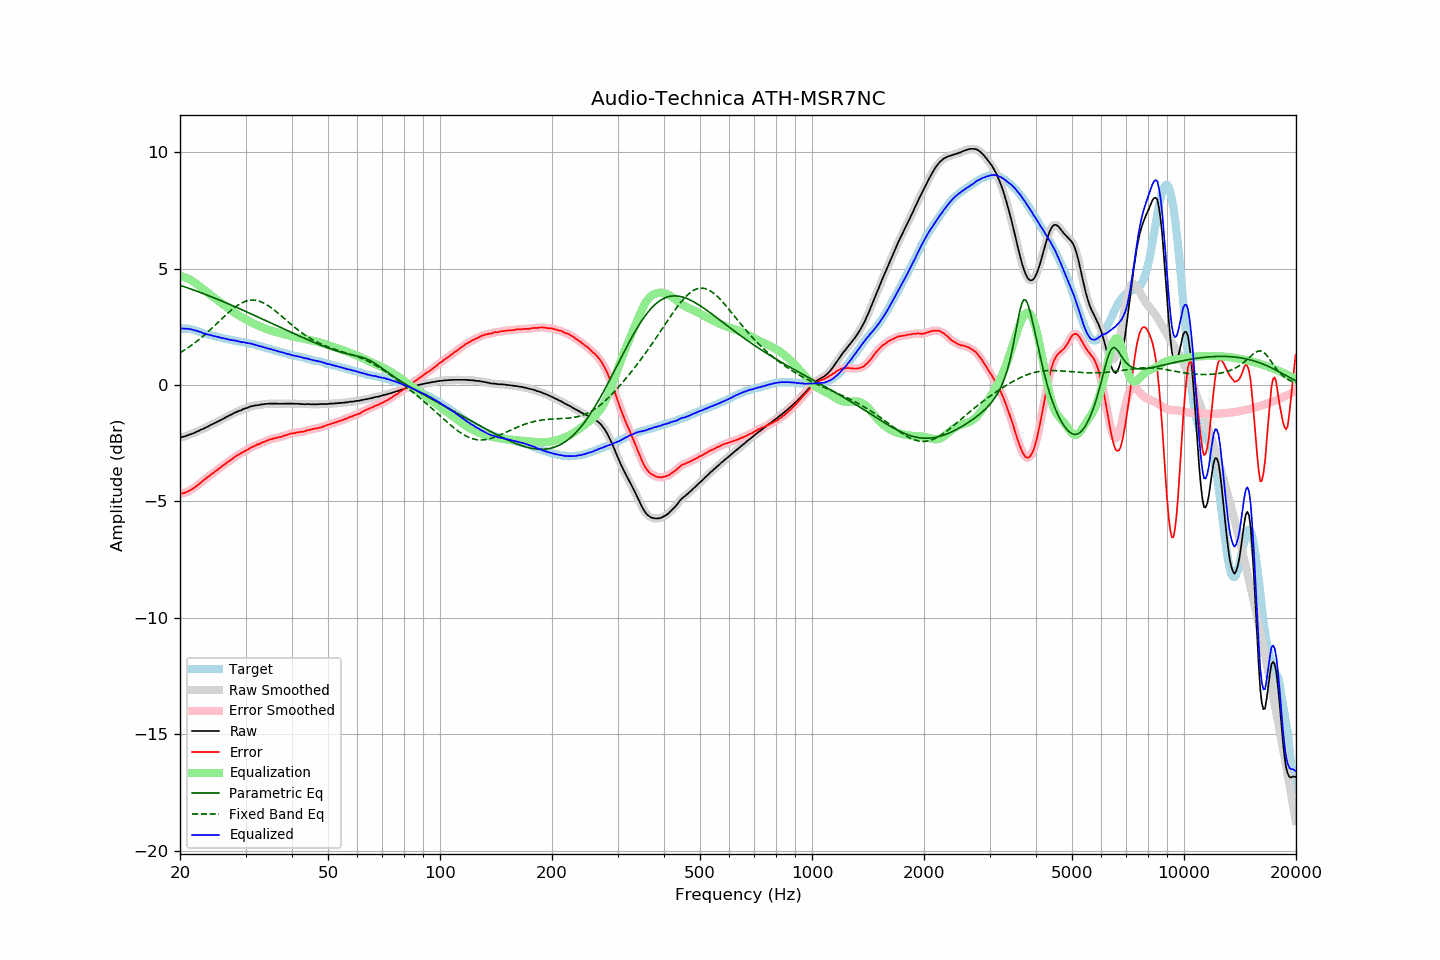 Audio-Technica ATH-MSR7NC
10
5
0
−5
−10
−15
−20
Amplitude (dBr)
Target
Raw Smoothed
Error Smoothed
Raw
Error
Equalization
Parametric Eq
Fixed Band Eq
Equalized
20 50 100 200 500 1000 2000 5000 10000 20000
Frequency (Hz)